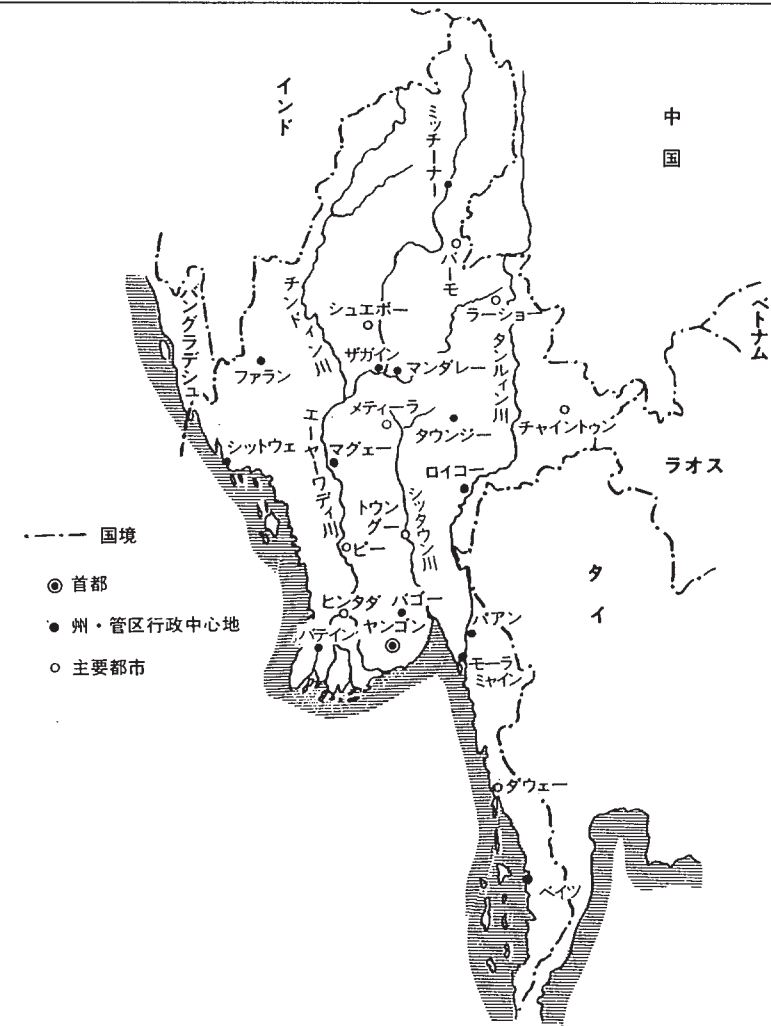 インド
中国
ミッチーナー
バーモ
チンドィン川
シュエボー
ラーショー
ベトナム
バングラデシュ
ザガイン
マンダレー
タンルィン川
ファラン
メティーラ
タウンジー
チャイントゥン
エーヤーワディ川
シットウェ
マグェー
ロイコー
ラオス
トウングー
シッタウン川
ピー
国境
首都
タイ
ヒンタダ
バゴー
州・管区行政中心地
パテイン
ヤンゴン
パアン
主要都市
モーラ
ミャイン
ダウェー
ベイツ